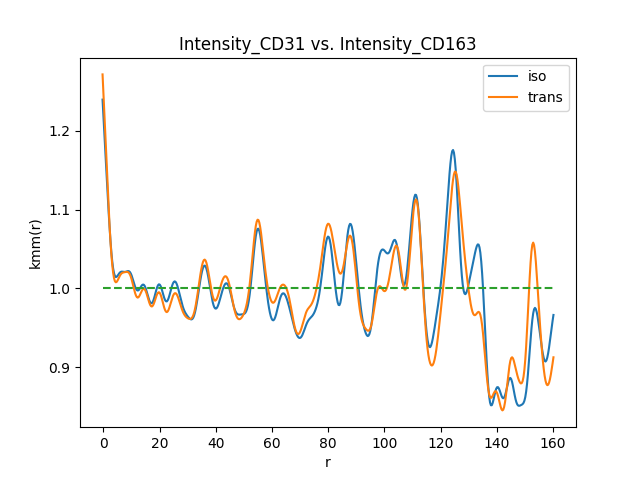 Intensity_CD31 vs. Intensity_CD163
iso
trans
1.2
1.1
1.0
0.9
kmm(r)
0 20 40 60 80 100 120 140 160
r